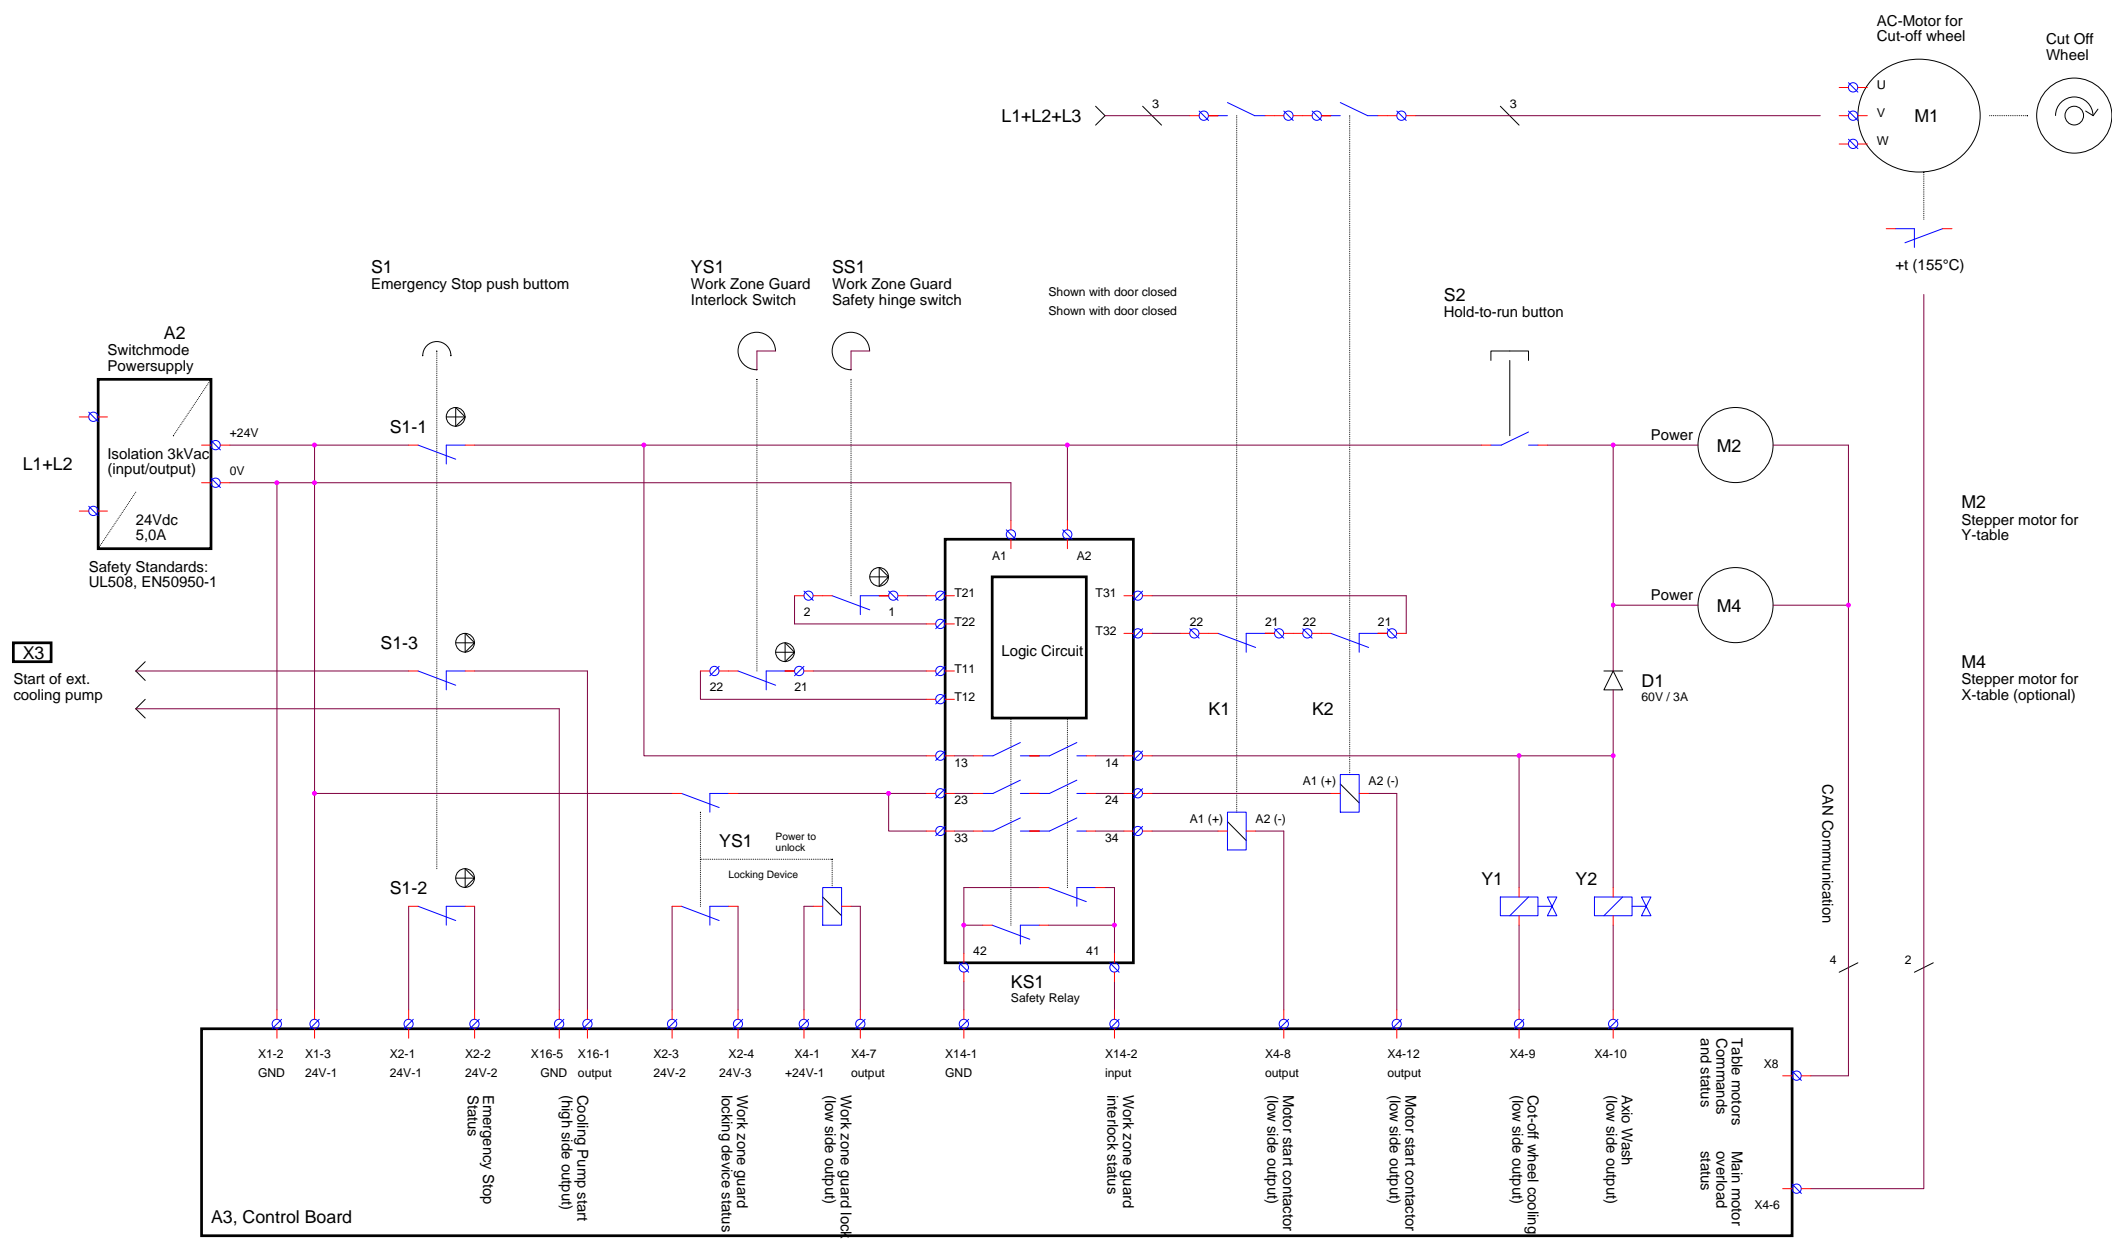 AC-Motor for
Cut-off wheel
Cut Off
Wheel
U
V
W
M1
L1+L2+L3
3
3
+t (155°C)
S1
Emergency Stop push buttom
YS1
Work Zone Guard
Interlock Switch
SS1
Work Zone Guard
Safety hinge switch
Shown with door closed
Shown with door closed
S2
Hold-to-run button
A2
Switchmode
Powersupply
S1-1
+24V
Isolation 3kVac
(input/output)
L1+L2
0V
24Vdc
5,0A
Safety Standards:
UL508, EN50950-1
Power
M2
M2
Stepper motor for
Y-table
A1
A2
T21
2
1
T22
T31
T32
22
21
22
21
Power
M4
X3
Start of ext.
cooling pump
S1-3
Logic Circuit
T11
22
21
T12
M4
Stepper motor for
X-table (optional)
D1
60V / 3A
K1
K2
13
14
23
24
33
34
A1 (+)
A2 (-)
A1 (+)
A2 (-)
YS1
Power to
unlock
Locking Device
CAN Communication
S1-2
Y1
Y2
42
41
4
2
KS1
Safety Relay
X1-2
GND
X1-3
24V-1
X2-1
24V-1
X2-2
24V-2
X16-5
GND
X16-1
output
X2-3
24V-2
X2-4
24V-3
X4-1
+24V-1
X4-7
output
X14-1
GND
X14-2
input
X4-8
output
X4-12
output
X4-9
X4-10
X8
X4-6
Emergency Stop
Status
Cooling Pump start
(high side output)
Work zone guard
locking device status
Work zone guard lock
(low side output)
Work zone guard
interlock status
Motor start contactor
(low side output)
Motor start contactor
(low side output)
Cot-off wheel cooling
(low side output)
Axio Wash
(low side output)
Table motors
Commands
and status
Main motor
overload
status
A3, Control Board